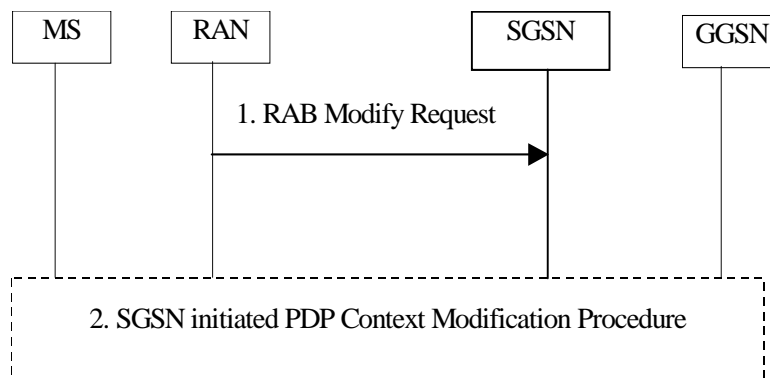 MS RAN SGSN GGSN
1. RAB Modify Request
2. SGSN initiated PDP Context Modification Procedure